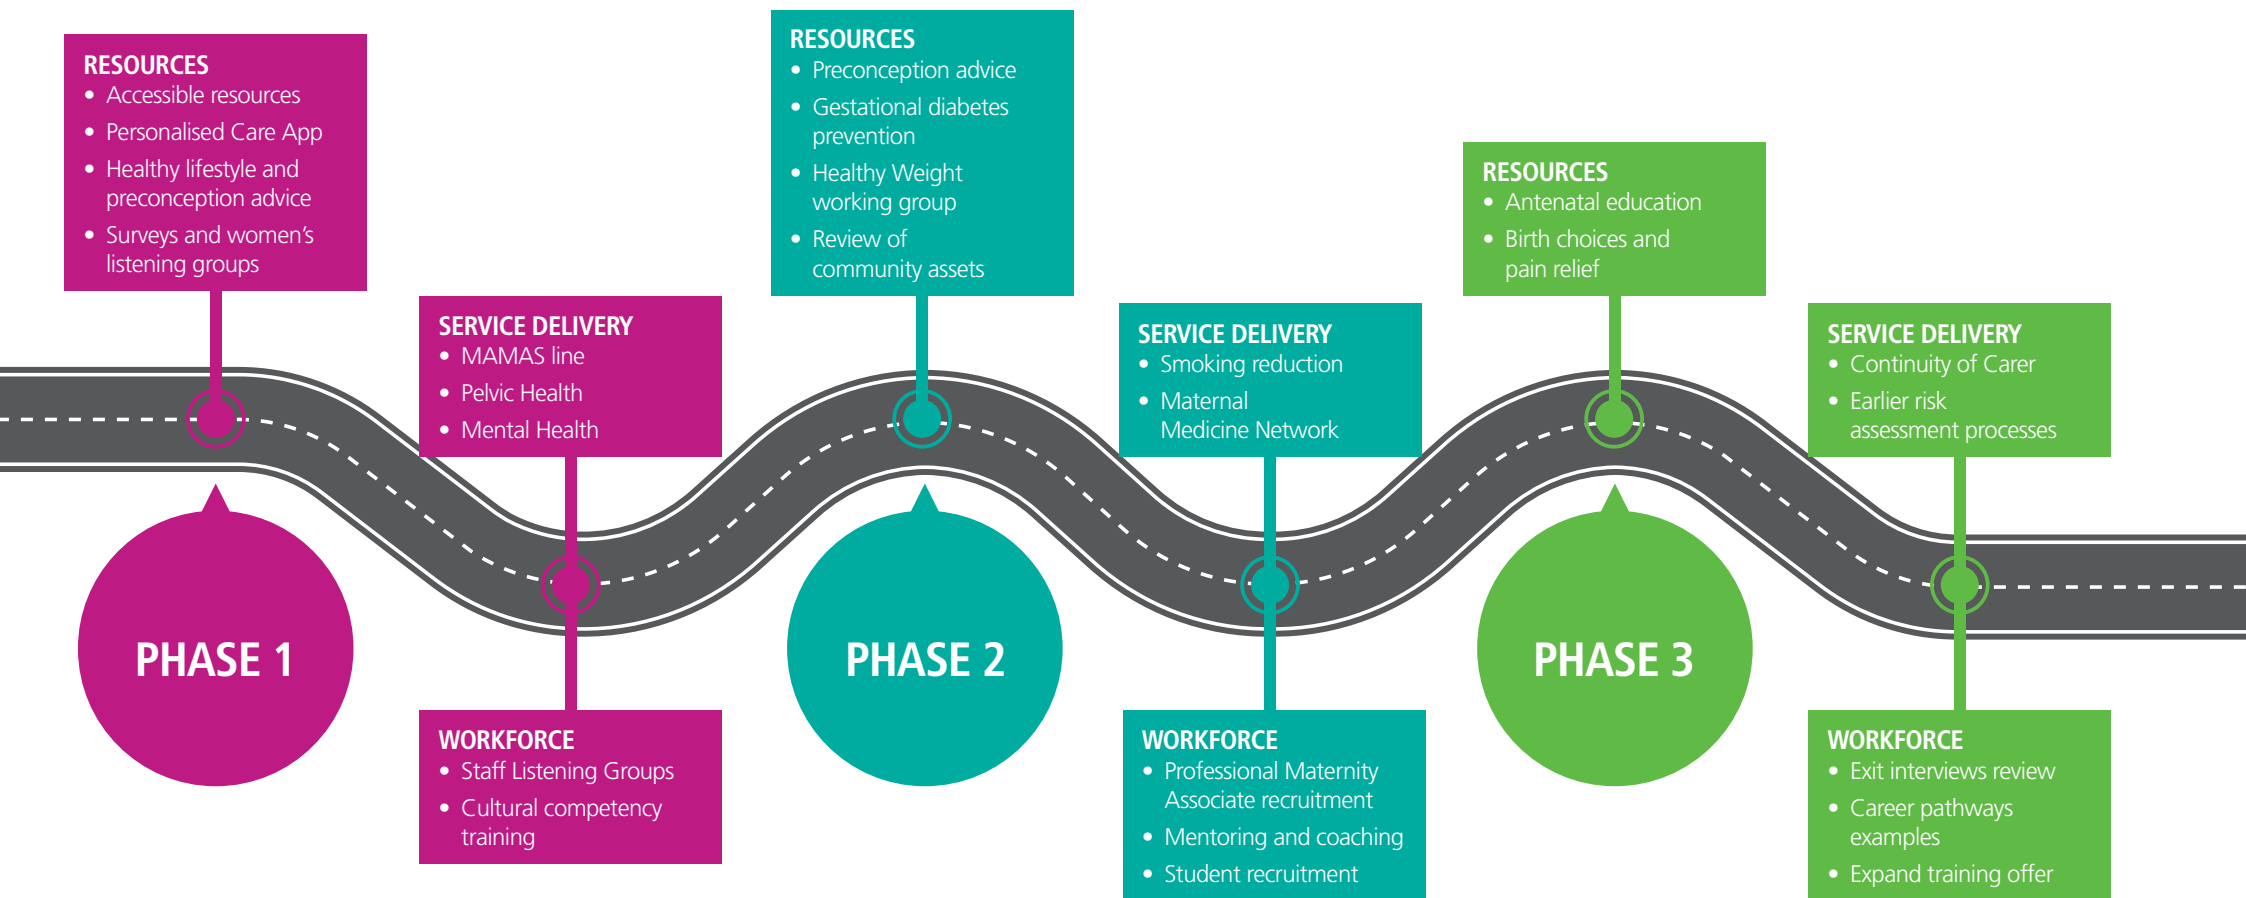 RESOURCES
• Accessible resources
• Personalised Care App
• Healthy lifestyle and
preconception advice
• Surveys and women’s
listening groups
SERVICE DELIVERY
• MAMAS line
• Pelvic Health
• Mental Health
PHASE 1
WORKFORCE
• Staff Listening Groups
• Cultural competency
training
RESOURCES
• Preconception advice
• Gestational diabetes
prevention
• Healthy Weight
working group
• Review of
community assets
SERVICE DELIVERY
• Smoking reduction
• Maternal
Medicine Network
PHASE 2
WORKFORCE
• Professional Maternity
Associate recruitment
• Mentoring and coaching
• Student recruitment
RESOURCES
• Antenatal education
• Birth choices and
pain relief
SERVICE DELIVERY
• Continuity of Carer
• Earlier risk
assessment processes
PHASE 3
WORKFORCE
• Exit interviews review
• Career pathways
examples
• Expand training offer